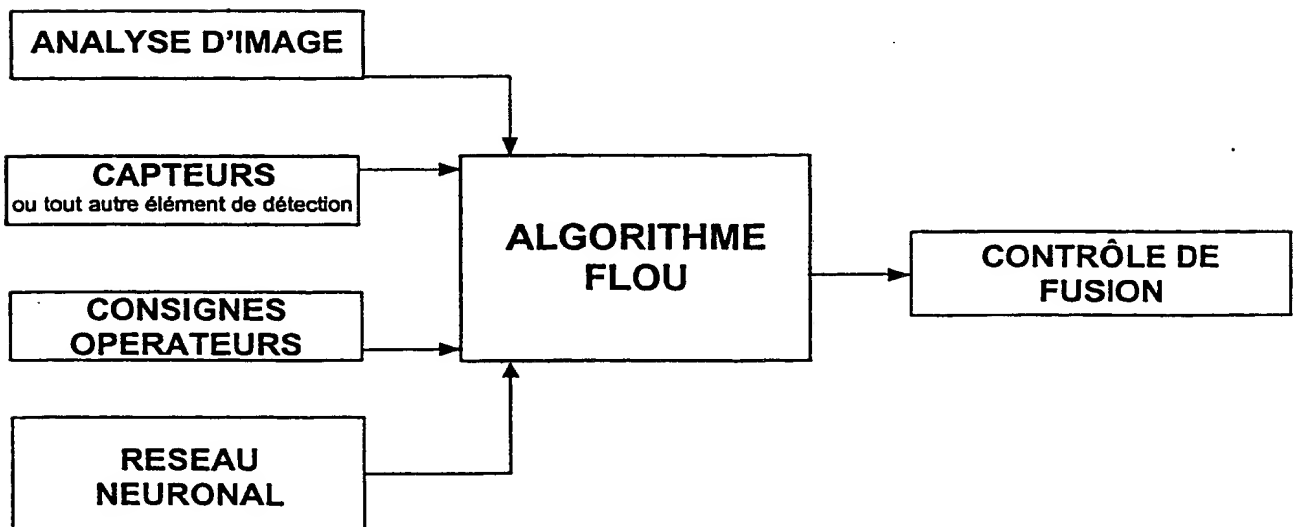 ANALYSE D'IMAGE
CAPTEURS
ou tout autre élément de détection
CONSIGNES
OPERATEURS
RESEAU
NEURONAL
ALGORITHME
FLOU
CONTRÔLE DE
FUSION